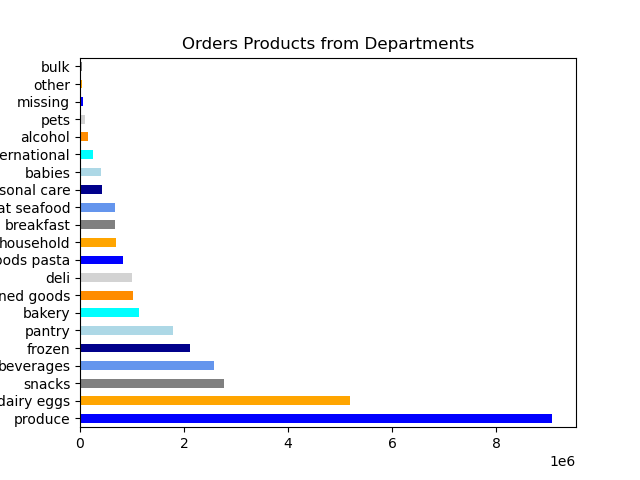 Orders Products from Departments
bulk
other
missing
pets
alcohol
ernational
babies
sonal care
at seafood
breakfast
household
oods pasta
deli
ned goods
bakery
pantry
frozen
beverages
snacks
dairy eggs
produce
0 2 4 6 8
1e6